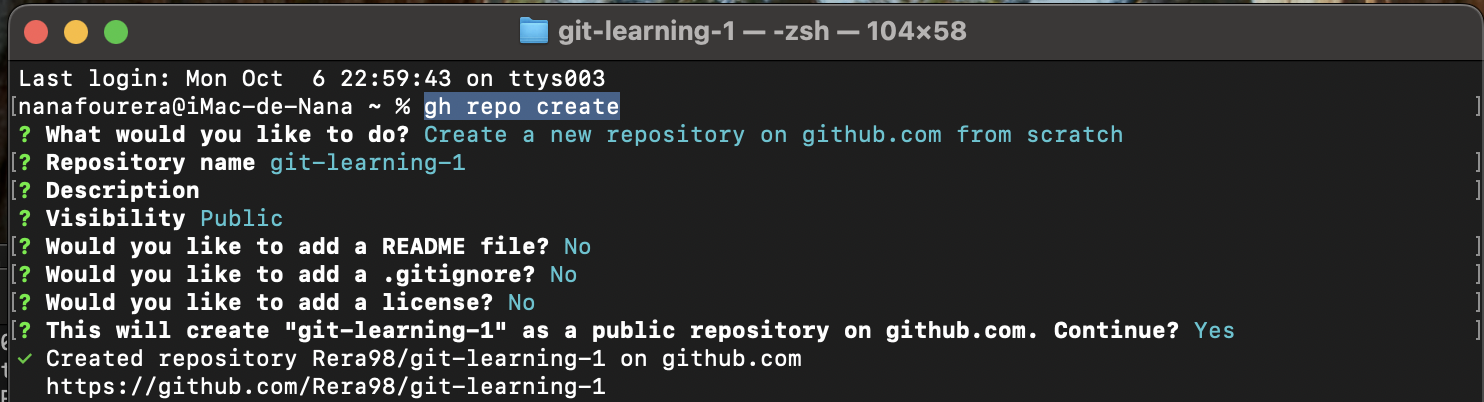 git-learning-1 — -zsh — 104×58
Last login: Mon Oct  6 22:59:43 on ttys003
[nanafourera@iMac-de-Nana ~ % gh repo create ]
? What would you like to do? Create a new repository on github.com from scratch
[? Repository name git-learning-1 ]
[? Description ]
? Visibility Public
[? Would you like to add a README file? No ]
[? Would you like to add a .gitignore? No ]
[? Would you like to add a license? No ]
[? This will create "git-learning-1" as a public repository on github.com. Continue? Yes ]
✓ Created repository Rera98/git-learning-1 on github.com
https://github.com/Rera98/git-learning-1